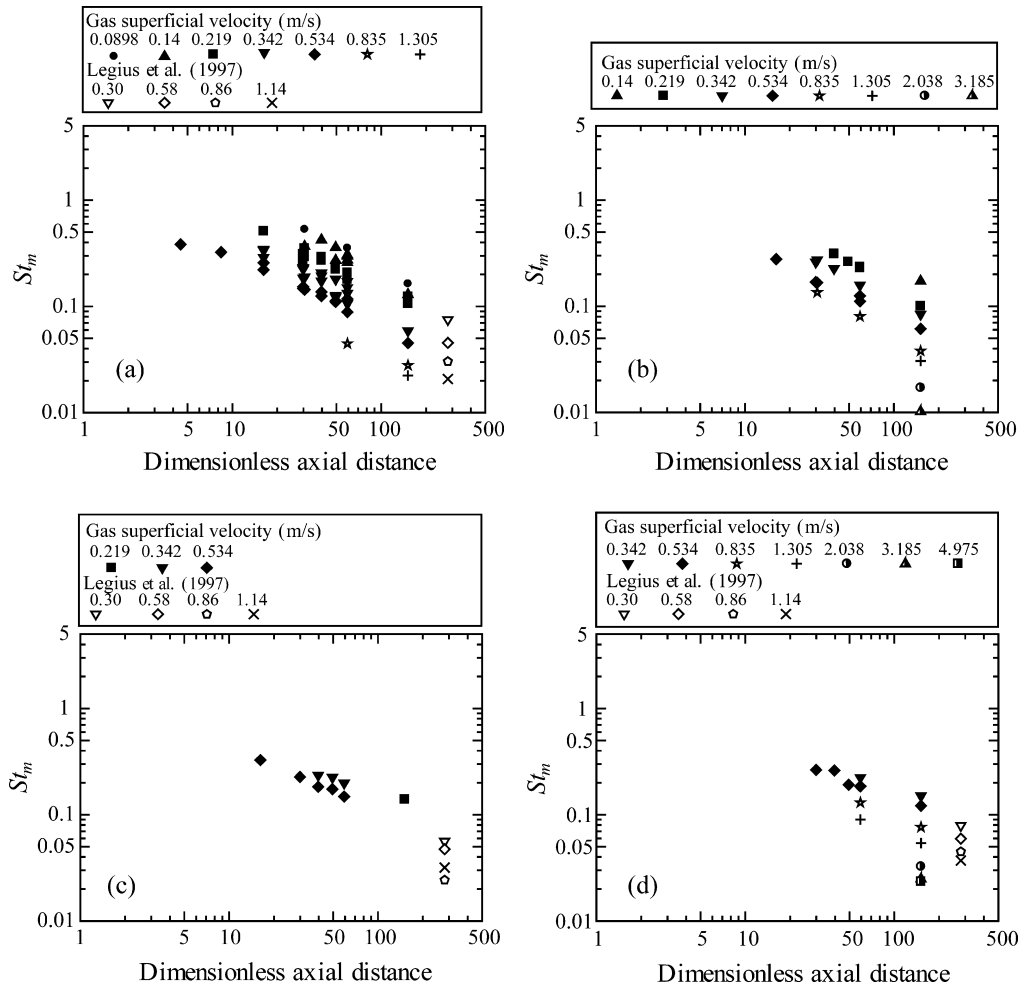 Gas superficial velocity (m/s)
0.0898 0.14 0.219 0.342 0.534 0.835 1.305
Legius et al. (1997)
0.30 0.58 0.86 1.14
5
1
0.5
0.1
0.05
0.01
St_m
(a)
1 5 10 50 100 500
Dimensionless axial distance
Gas superficial velocity (m/s)
0.14 0.219 0.342 0.534 0.835 1.305 2.038 3.185
5
1
0.5
0.1
0.05
0.01
St_m
(b)
1 5 10 50 100 500
Dimensionless axial distance
Gas superficial velocity (m/s)
0.219 0.342 0.534
Legius et al. (1997)
0.30 0.58 0.86 1.14
5
1
0.5
0.1
0.05
0.01
St_m
(c)
1 5 10 50 100 500
Dimensionless axial distance
Gas superficial velocity (m/s)
0.342 0.534 0.835 1.305 2.038 3.185 4.975
Legius et al. (1997)
0.30 0.58 0.86 1.14
5
1
0.5
0.1
0.05
0.01
St_m
(d)
1 5 10 50 100 500
Dimensionless axial distance